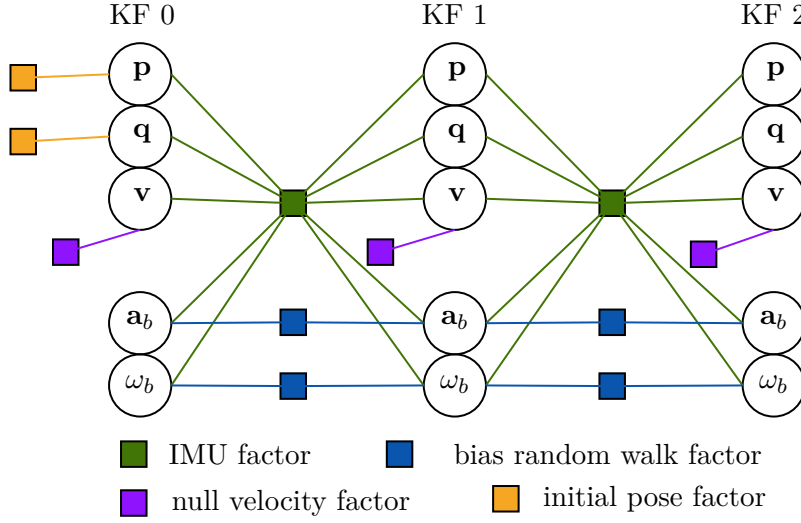 KF 0 KF 1 KF 2
p p p
q q q
v v v
a_b a_b a_b
ω_b ω_b ω_b
IMU factor bias random walk factor
null velocity factor initial pose factor